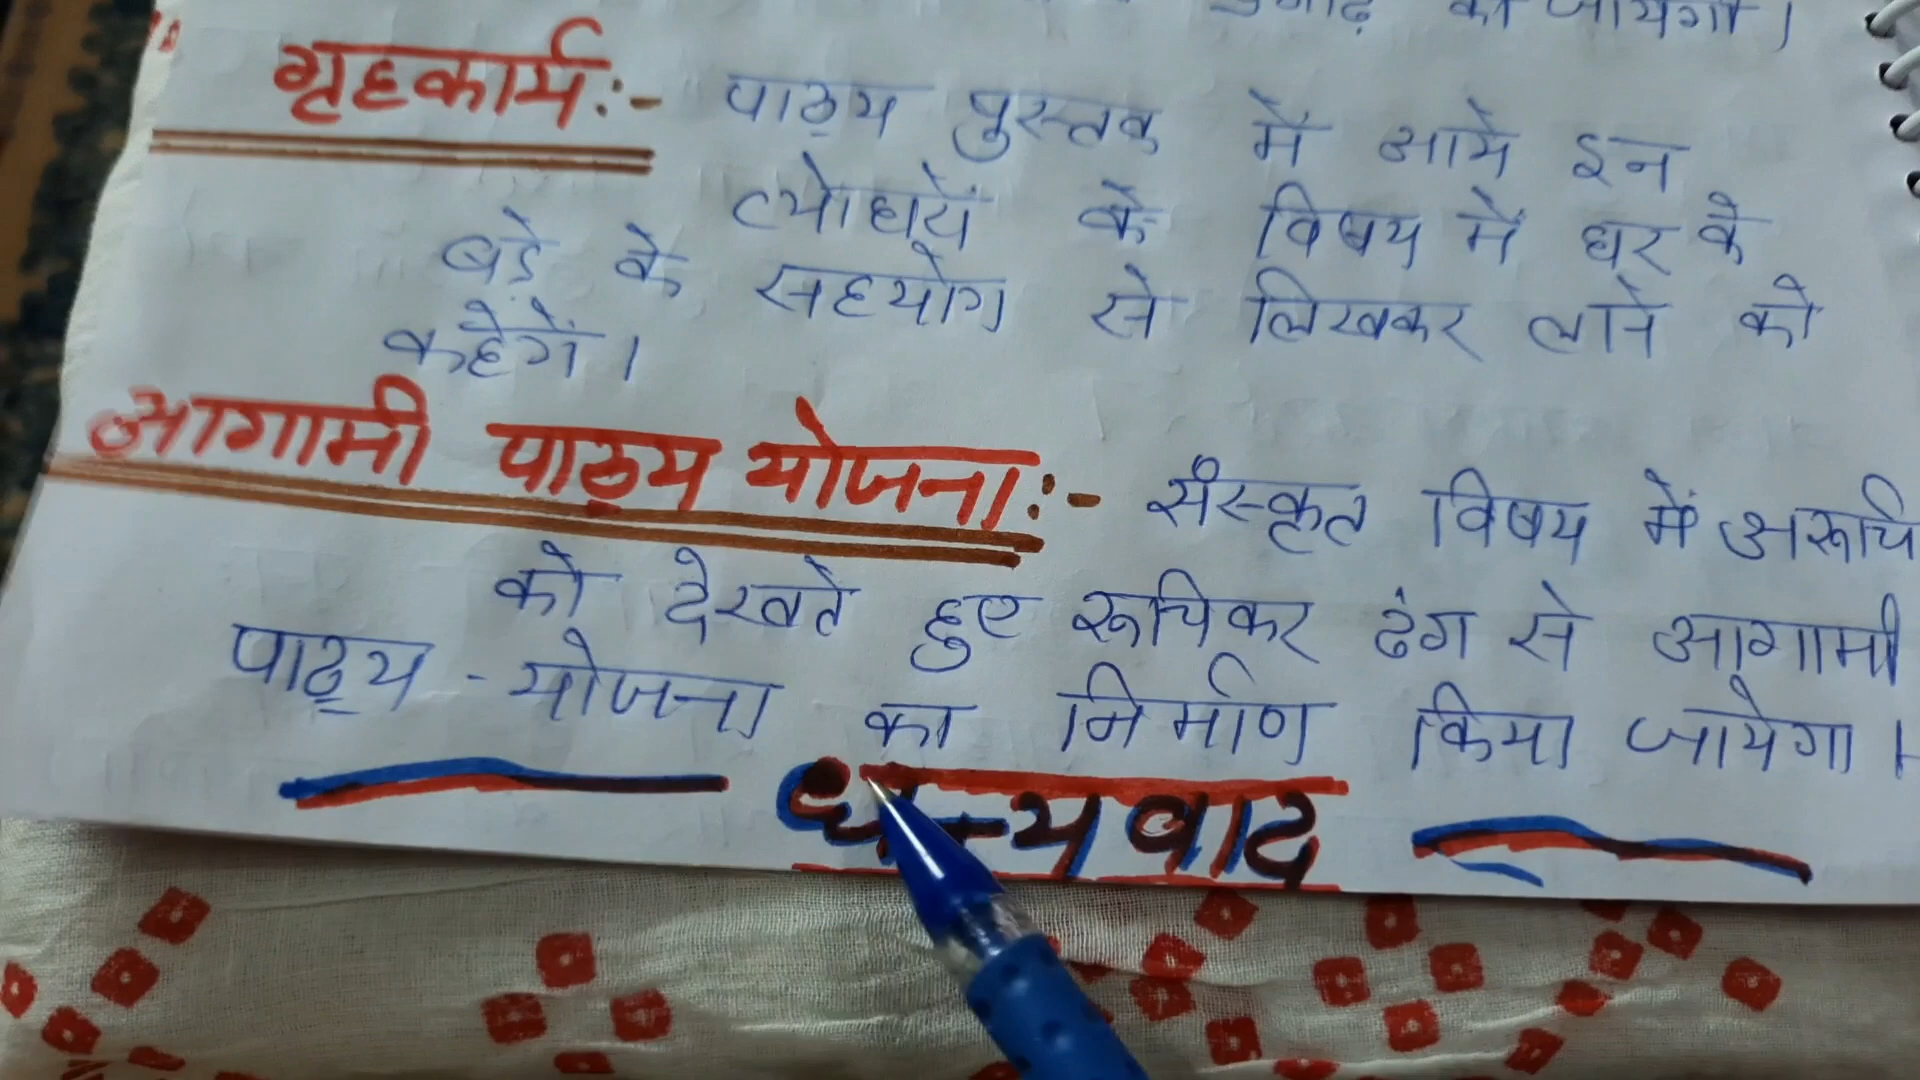 की जायेगी।
गृहकार्य:- पाठ्य पुस्तक में आये इन
त्योहारों के विषय में घर के
बड़े के सहयोग से लिखकर लाने को
कहेगें।
आगामी पाठ्य योजना:- संस्कृत विषय में अरूचि
को देखते हुए रूचिकर ढंग से आगामी
पाठ्य - योजना का निर्माण किया जायेगा।
धन्यवाद